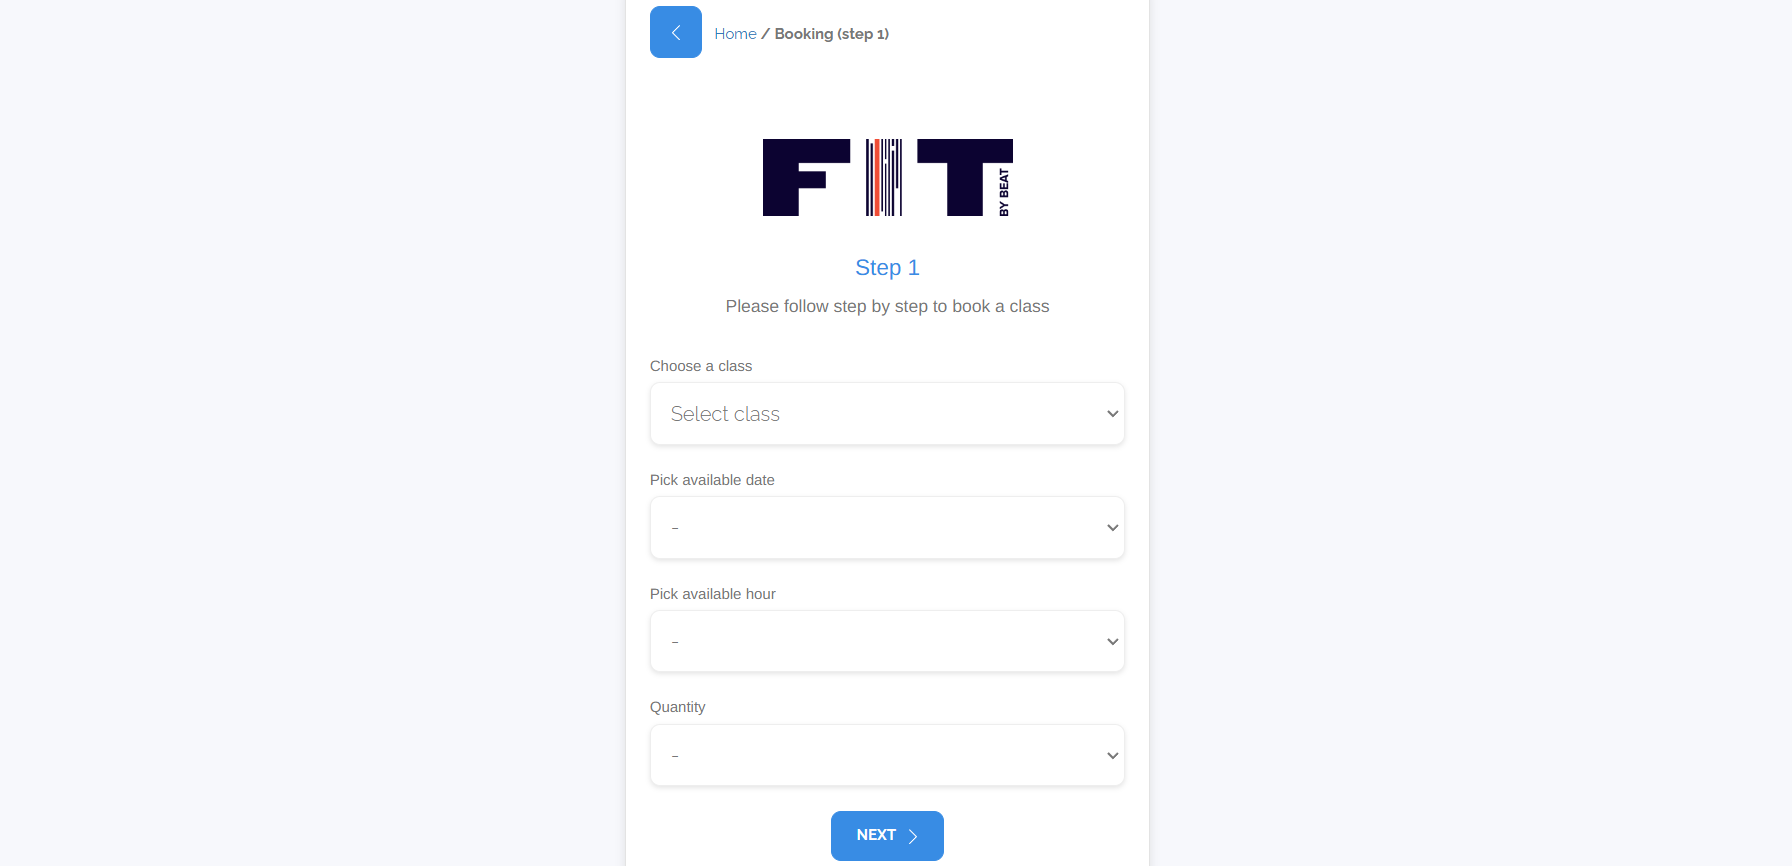 Home / Booking (step 1)
FIT
BY BEAT
Step 1
Please follow step by step to book a class
Choose a class
Select class
Pick available date
-
Pick available hour
-
Quantity
-
NEXT